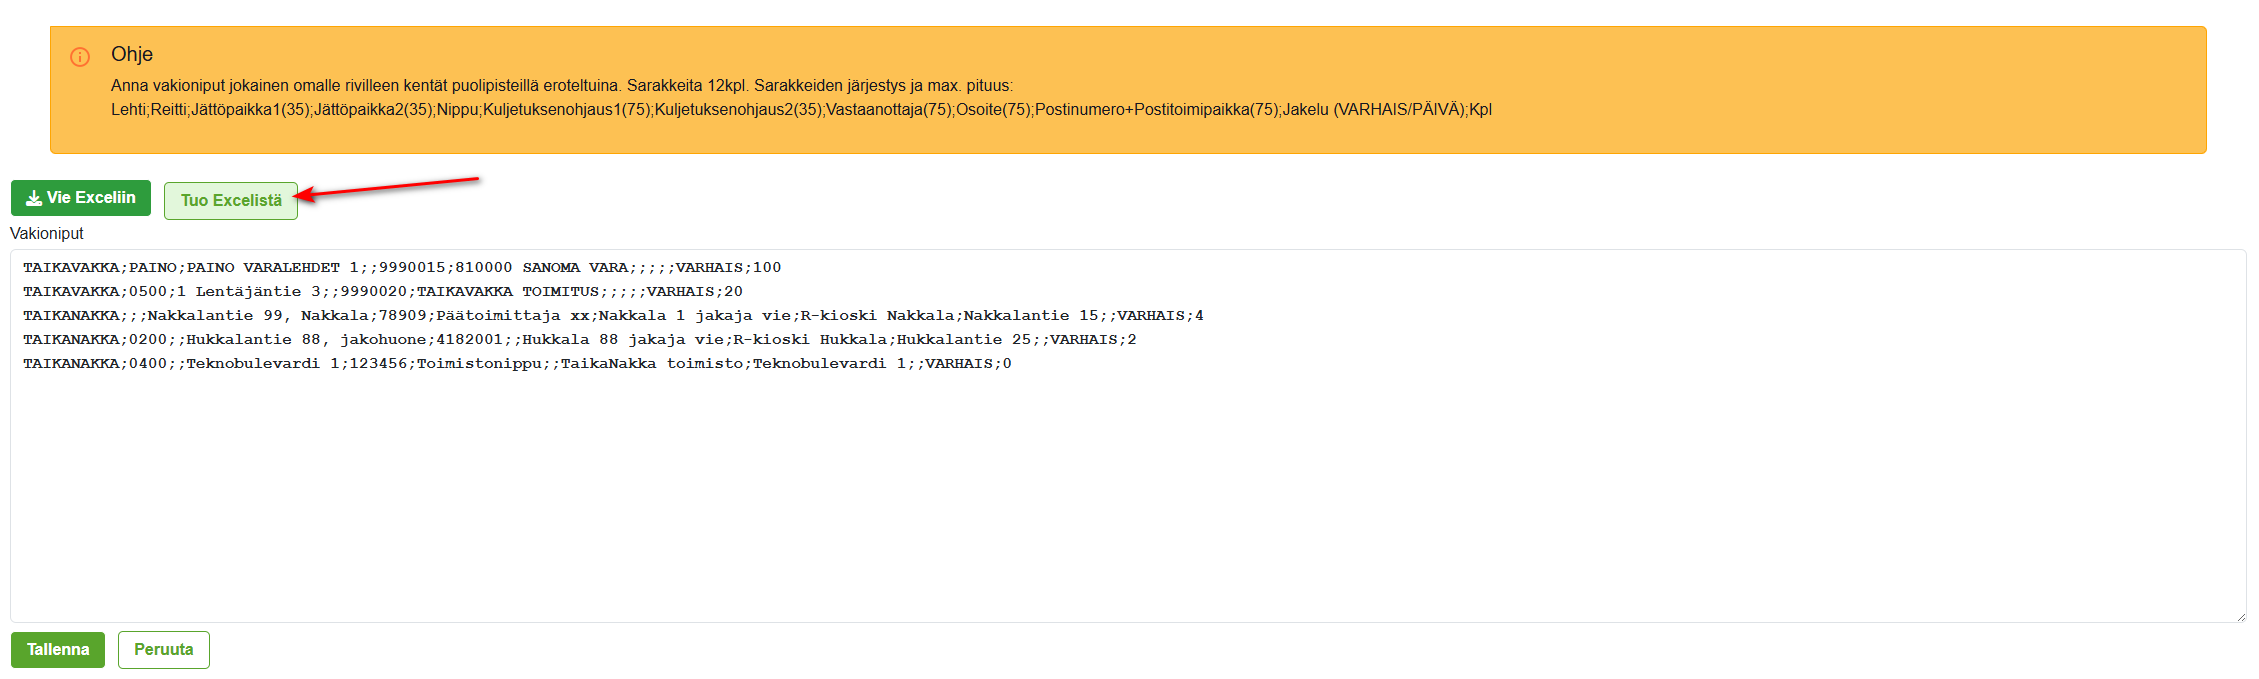 Ohje
Anna vakioniput jokainen omalle rivilleen kentät puolipisteillä eroteltuina. Sarakkeita 12kpl. Sarakkeiden järjestys ja max. pituus:
Lehti;Reitti;Jättöpaikka1(35);Jättöpaikka2(35);Nippu;Kuljetuksenohjaus1(75);Kuljetuksenohjaus2(35);Vastaanottaja(75);Osoite(75);Postinumero+Postitoimipaikka(75);Jakelu (VARHAIS/PÄIVÄ);Kpl
Vie Exceliin
Tuo Excelistä
Vakioniput
TAIKAVAKKA;PAINO;PAINO VARALEHDET 1;;9990015;810000 SANOMA VARA;;;;;VARHAIS;100
TAIKAVAKKA;0500;1 Lentäjäntie 3;;9990020;TAIKAVAKKA TOIMITUS;;;;;VARHAIS;20
TAIKANAKKA;;;Nakkalantie 99, Nakkala;78909;Päätoimittaja xx;Nakkala 1 jakaja vie;R-kioski Nakkala;Nakkalantie 15;;VARHAIS;4
TAIKANAKKA;0200;;Hukkalantie 88, jakohuone;4182001;;Hukkala 88 jakaja vie;R-kioski Hukkala;Hukkalantie 25;;VARHAIS;2
TAIKANAKKA;0400;;Teknobulevardi 1;123456;Toimistonippu;;TaikaNakka toimisto;Teknobulevardi 1;;VARHAIS;0
Tallenna
Peruuta